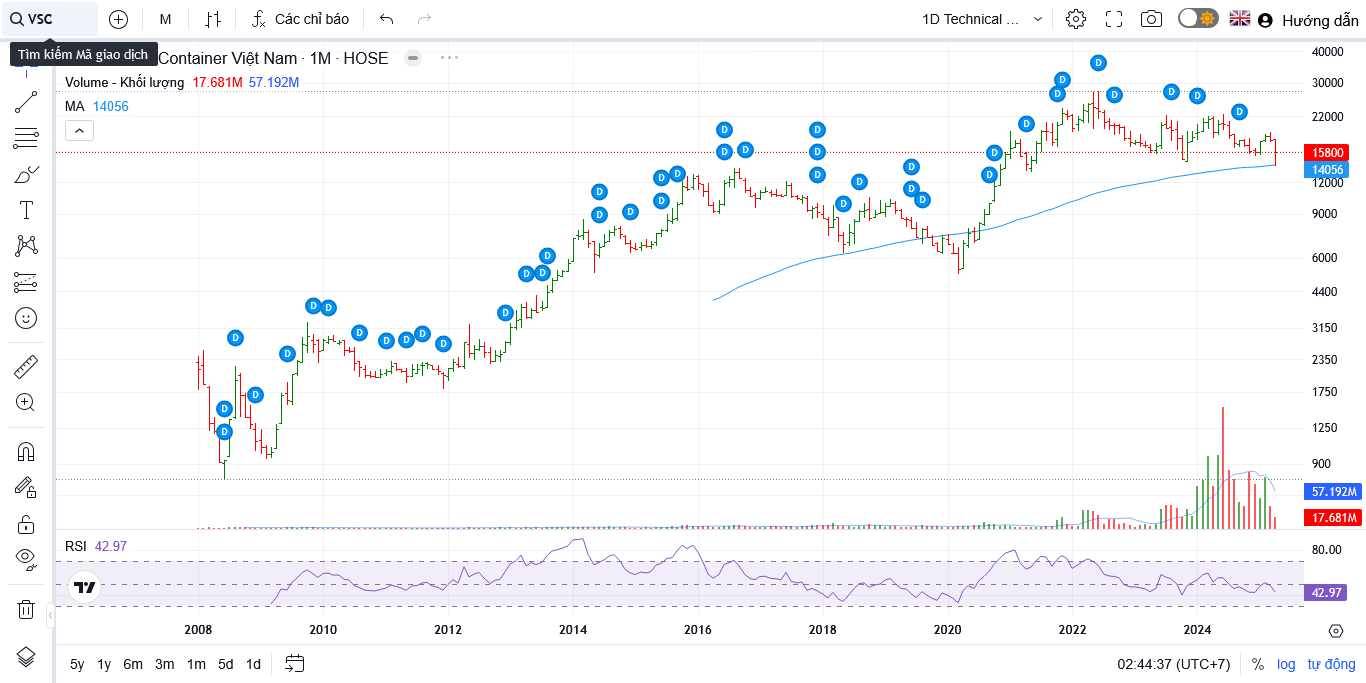 VSC
M
Các chỉ báo
1D Technical ...
Hướng dẫn
Tìm kiếm Mã giao dịch
Container Việt Nam · 1M · HOSE
Volume - Khối lượng 17.681M 57.192M
MA 14056
40000
30000
22000
15800
14056
12000
9000
6000
4400
3150
2350
1750
1250
900
57.192M
17.681M
D D D D D D D D D D D D D D D D D D D D D D D D D D D D D D D D D D D D D D D D D D D D D
RSI 42.97
80.00
42.97
2008 2010 2012 2014 2016 2018 2020 2022 2024
5y 1y 6m 3m 1m 5d 1d
02:44:37 (UTC+7) % log tự động